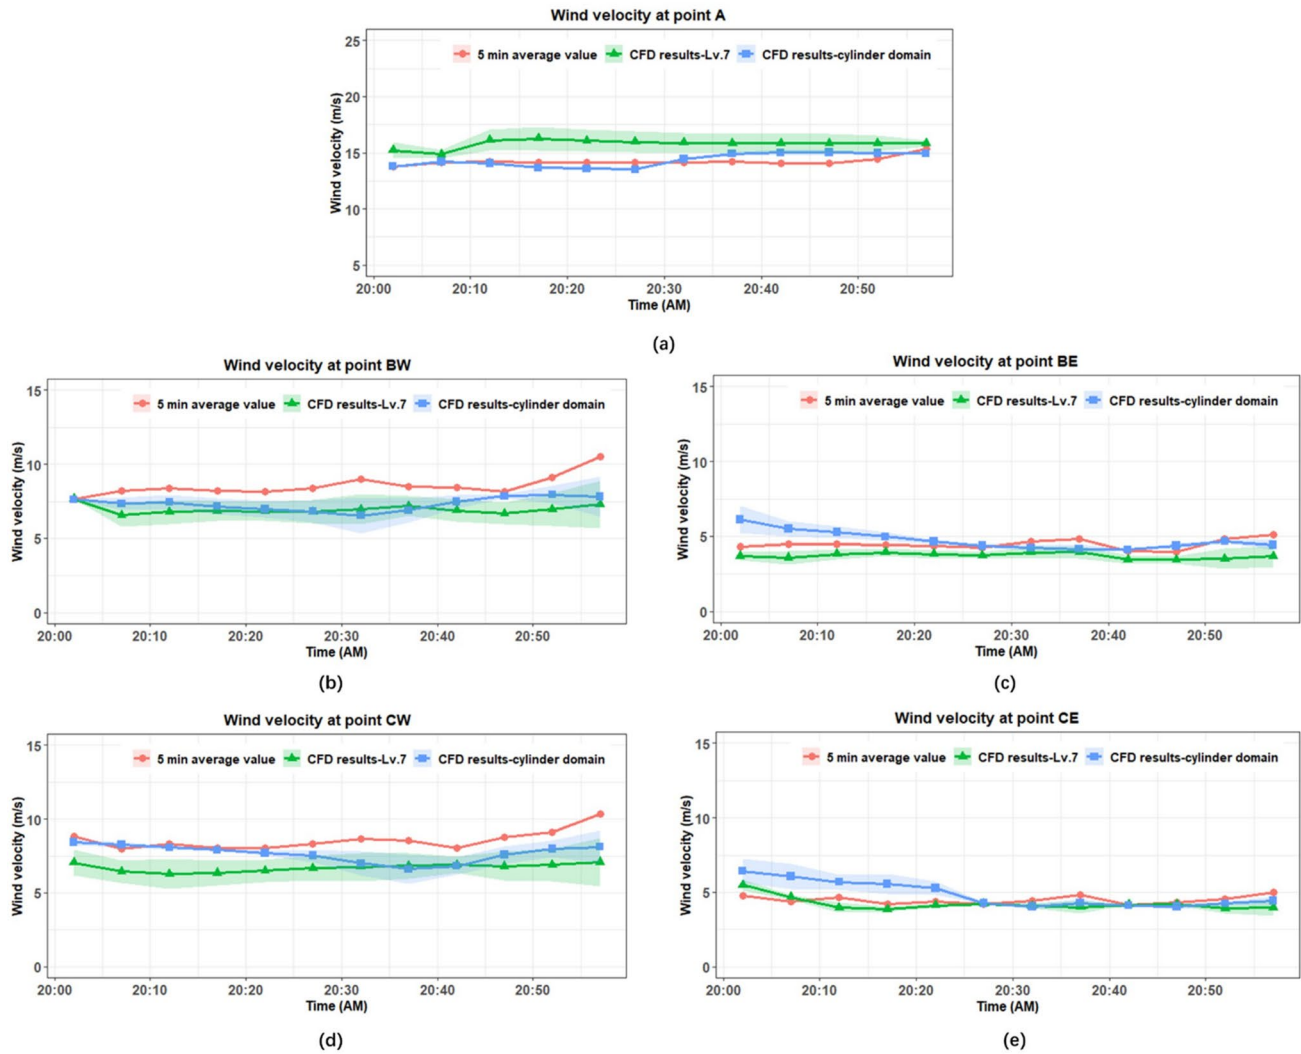 Wind velocity at point A
5 min average value CFD results-Lv.7 CFD results-cylinder domain
Wind velocity (m/s)
25
20
15
10
5
20:00 20:10 20:20 20:30 20:40 20:50
Time (AM)
(a)
Wind velocity at point BW
5 min average value CFD results-Lv.7 CFD results-cylinder domain
Wind velocity (m/s)
15
10
5
0
20:00 20:10 20:20 20:30 20:40 20:50
Time (AM)
(b)
Wind velocity at point BE
5 min average value CFD results-Lv.7 CFD results-cylinder domain
Wind velocity (m/s)
15
10
5
0
20:00 20:10 20:20 20:30 20:40 20:50
Time (AM)
(c)
Wind velocity at point CW
5 min average value CFD results-Lv.7 CFD results-cylinder domain
Wind velocity (m/s)
15
10
5
0
20:00 20:10 20:20 20:30 20:40 20:50
Time (AM)
(d)
Wind velocity at point CE
5 min average value CFD results-Lv.7 CFD results-cylinder domain
Wind velocity (m/s)
15
10
5
0
20:00 20:10 20:20 20:30 20:40 20:50
Time (AM)
(e)